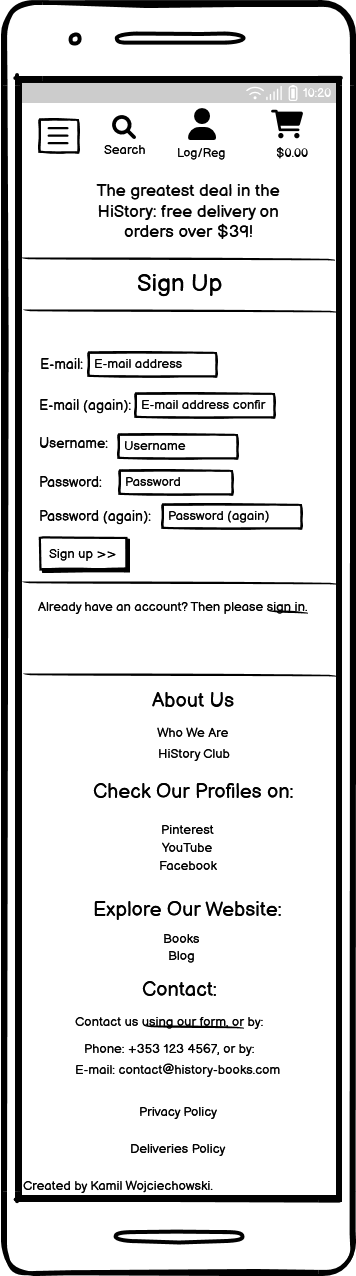 10:20
Search
Log/Reg
$0.00
The greatest deal in the
HiStory: free delivery on
orders over $39!
Sign Up
E-mail: E-mail address
E-mail (again): E-mail address confir
Username: Username
Password: Password
Password (again): Password (again)
Sign up >>
Already have an account? Then please sign in.
About Us
Who We Are
HiStory Club
Check Our Profiles on:
Pinterest
YouTube
Facebook
Explore Our Website:
Books
Blog
Contact:
Contact us using our form, or by:
Phone: +353 123 4567, or by:
E-mail: contact@history-books.com
Privacy Policy
Deliveries Policy
Created by Kamil Wojciechowski.